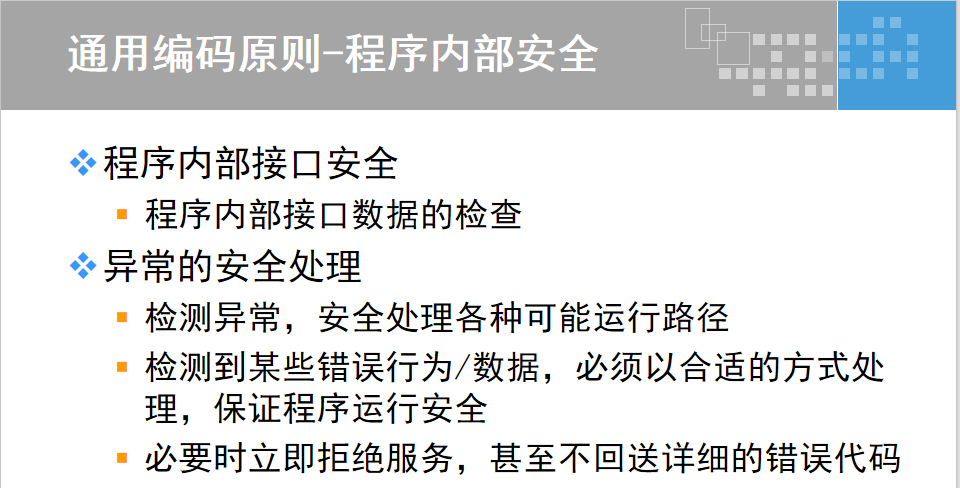 通用编码原则-程序内部安全
程序内部接口安全
程序内部接口数据的检查
异常的安全处理
检测异常，安全处理各种可能运行路径
检测到某些错误行为/数据，必须以合适的方式处
理，保证程序运行安全
必要时立即拒绝服务，甚至不回送详细的错误代码